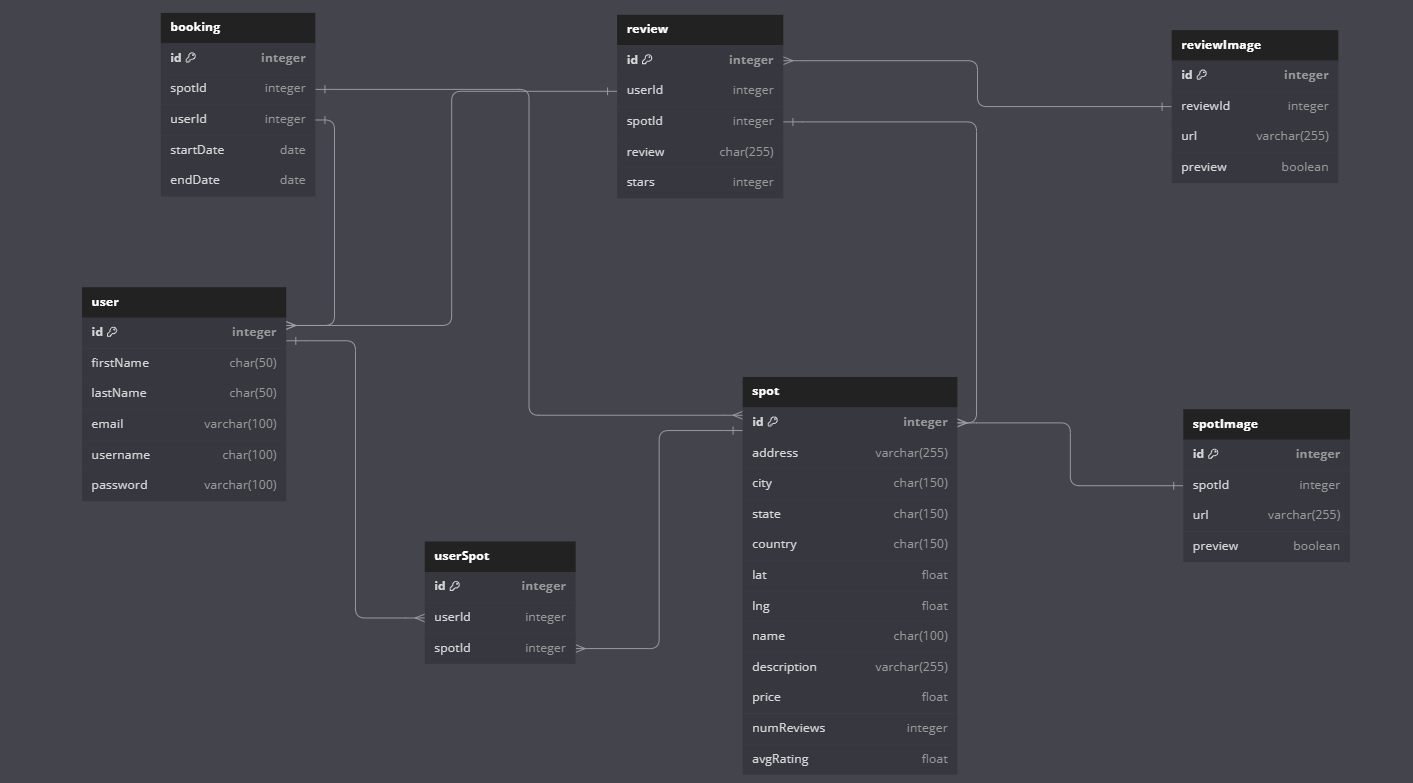 booking
id integer
spotId integer
userId integer
startDate date
endDate date
review
id integer
userId integer
spotId integer
review char(255)
stars integer
reviewImage
id integer
reviewId integer
url varchar(255)
preview boolean
user
id integer
firstName char(50)
lastName char(50)
email varchar(100)
username char(100)
password varchar(100)
spot
id integer
address varchar(255)
city char(150)
state char(150)
country char(150)
lat float
lng float
name char(100)
description varchar(255)
price float
numReviews integer
avgRating float
spotImage
id integer
spotId integer
url varchar(255)
preview boolean
userSpot
id integer
userId integer
spotId integer